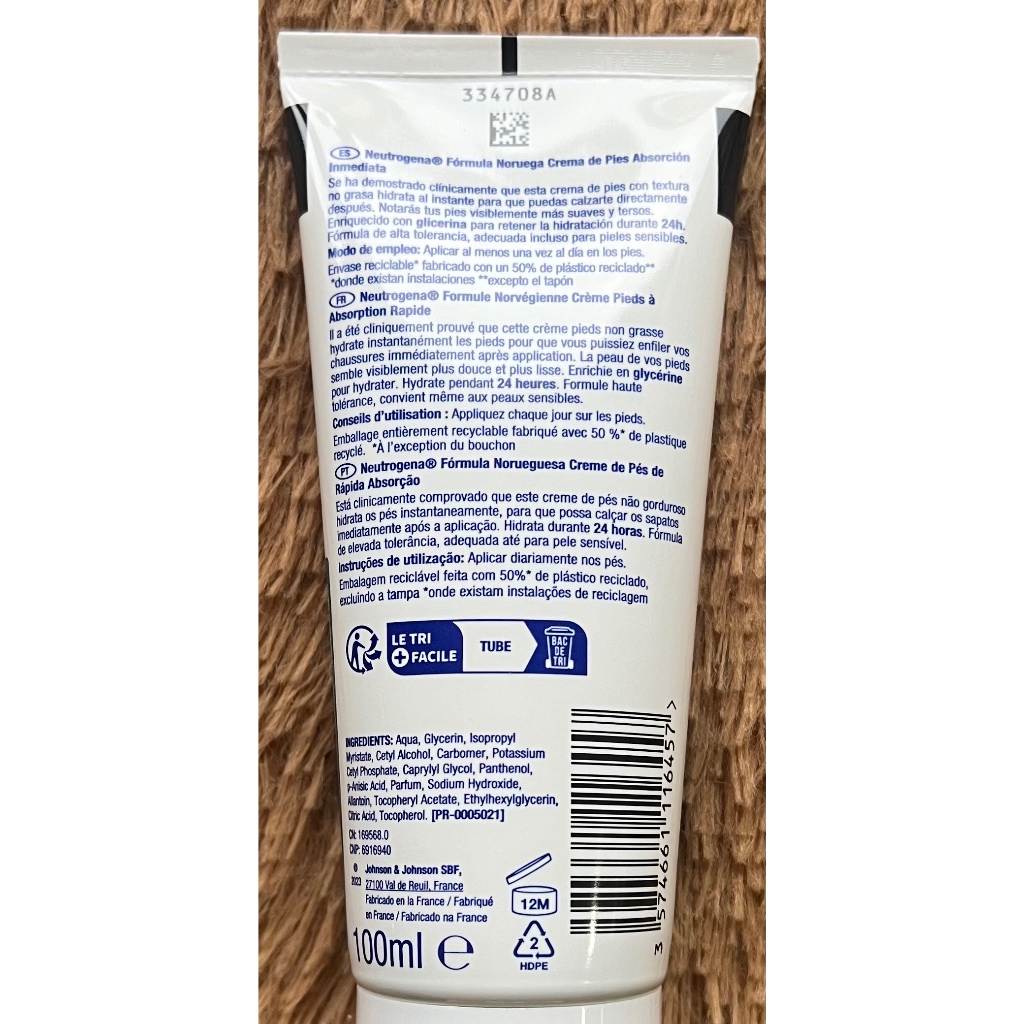 334708A
ES Neutrogena® Fórmula Noruega Crema de Pies Absorción
Inmediata
Se ha demostrado clínicamente que esta crema de pies con textura
no grasa hidrata al instante para que puedas calzarte directamente
después. Notarás tus pies visiblemente más suaves y tersos.
Enriquecido con glicerina para retener la hidratación durante 24h.
Fórmula de alta tolerancia, adecuada incluso para pieles sensibles.
Modo de empleo: Aplicar al menos una vez al día en los pies.
Envase reciclable* fabricado con un 50% de plástico reciclado**
*donde existan instalaciones **excepto el tapón
FR Neutrogena® Formule Norvégienne Crème Pieds à
Absorption Rapide
Il a été cliniquement prouvé que cette crème pieds non grasse
hydrate instantanément les pieds pour que vous puissiez enfiler vos
chaussures immédiatement après application. La peau de vos pieds
semble visiblement plus douce et plus lisse. Enrichie en glycérine
pour hydrater. Hydrate pendant 24 heures. Formule haute
tolérance, convient même aux peaux sensibles.
Conseils d'utilisation : Appliquez chaque jour sur les pieds.
Emballage entièrement recyclable fabriqué avec 50 %* de plastique
recyclé. *À l'exception du bouchon
PT Neutrogena® Fórmula Norueguesa Creme de Pés de
Rápida Absorção
Está clinicamente comprovado que este creme de pés não gorduroso
hidrata os pés instantaneamente, para que possa calçar os sapatos
imediatamente após a aplicação. Hidrata durante 24 horas. Fórmula
de elevada tolerância, adequada até para pele sensível.
Instruções de utilização: Aplicar diariamente nos pés.
Embalagem reciclável feita com 50%* de plástico reciclado,
excluindo a tampa *onde existam instalações de reciclagem
LE TRI
+ FACILE
TUBE
BAC
DE
TRI
INGREDIENTS: Aqua, Glycerin, Isopropyl
Myristate, Cetyl Alcohol, Carbomer, Potassium
Cetyl Phosphate, Caprylyl Glycol, Panthenol,
p-Anisic Acid, Parfum, Sodium Hydroxide,
Allantoin, Tocopheryl Acetate, Ethylhexylglycerin,
Citric Acid, Tocopherol. [PR-0005021]
CN: 169568.0
CNP: 6916940
© Johnson & Johnson SBF,
2023 27100 Val de Reuil, France
Fabricado en la France / Fabriqué
en France / Fabricado na France
100ml e
12M
2
HDPE
3 574661 116457 >